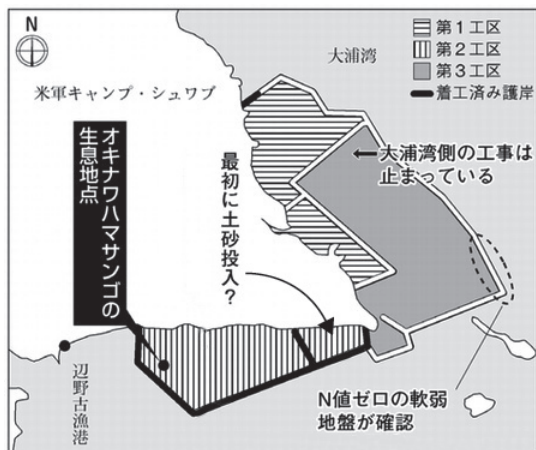 N
米軍キャンプ・シュワブ
大浦湾
第1工区
第2工区
第3工区
着工済み護岸
オキナワハマサンゴの
生息地点
最初に土砂投入?
大浦湾側の工事は
止まっている
辺野古漁港
N値ゼロの軟弱
地盤が確認